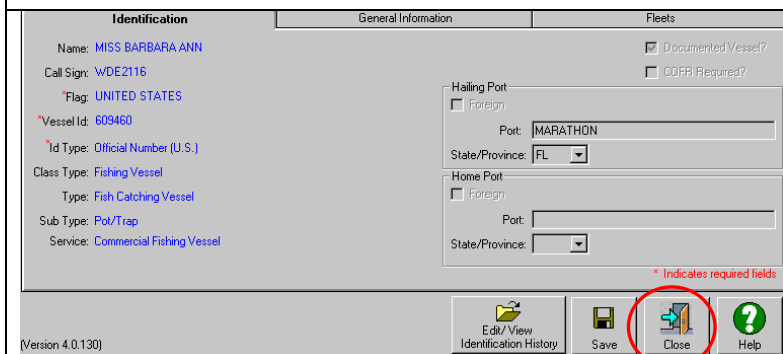 Identification
General Information
Fleets
Name: MISS BARBARA ANN
Call Sign: WDE2116
*Flag: UNITED STATES
*Vessel Id: 609460
*Id Type: Official Number (U.S.)
Class Type: Fishing Vessel
Type: Fish Catching Vessel
Sub Type: Pot/Trap
Service: Commercial Fishing Vessel
Documented Vessel?
COFR Required?
Hailing Port
Foreign
Port: MARATHON
State/Province: FL
Home Port
Foreign
Port:
State/Province:
* Indicates required fields
(Version 4.0.130)
Edit/View
Identification History
Save
Close
Help